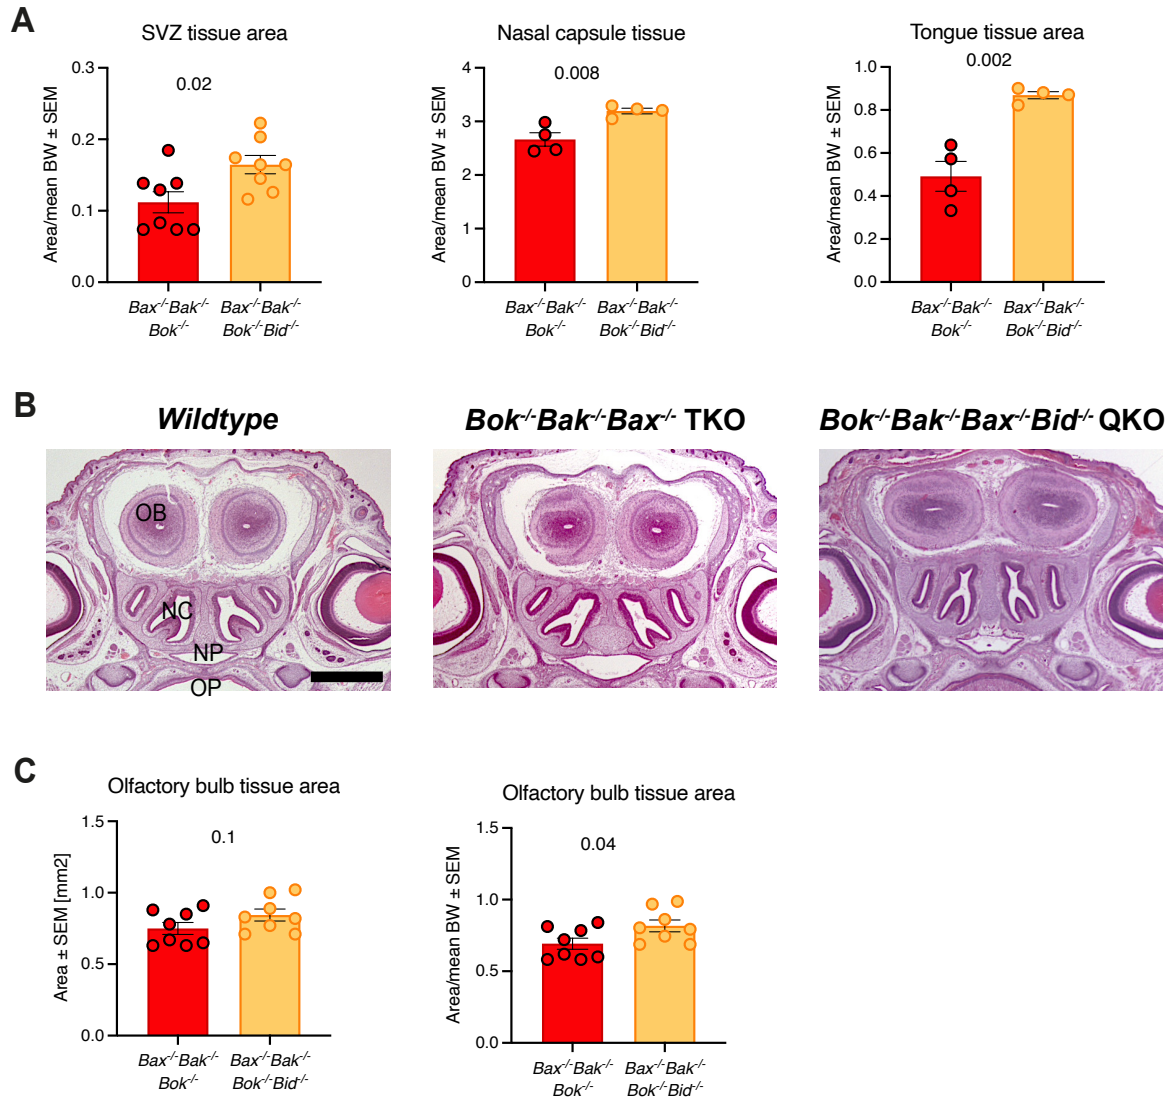 A
SVZ tissue area
0.3
0.2
0.1
0.0
Area/mean BW ± SEM
0.02
Bax-/-Bak-/-
Bok-/-
Bax-/-Bak-/-
Bok-/-Bid-/-
Nasal capsule tissue
4
3
2
1
0
Area/mean BW ± SEM
0.008
Bax-/-Bak-/-
Bok-/-
Bax-/-Bak-/-
Bok-/-Bid-/-
Tongue tissue area
1.0
0.8
0.6
0.4
0.2
0.0
Area/mean BW ± SEM
0.002
Bax-/-Bak-/-
Bok-/-
Bax-/-Bak-/-
Bok-/-Bid-/-
B
Wildtype
Bok-/-Bak-/-Bax-/- TKO
Bok-/-Bak-/-Bax-/-Bid-/- QKO
OB
NC
NP
OP
C
Olfactory bulb tissue area
1.5
1.0
0.5
0.0
Area ± SEM [mm2]
0.1
Bax-/-Bak-/-
Bok-/-
Bax-/-Bak-/-
Bok-/-Bid-/-
Olfactory bulb tissue area
1.5
1.0
0.5
0.0
Area/mean BW ± SEM
0.04
Bax-/-Bak-/-
Bok-/-
Bax-/-Bak-/-
Bok-/-Bid-/-